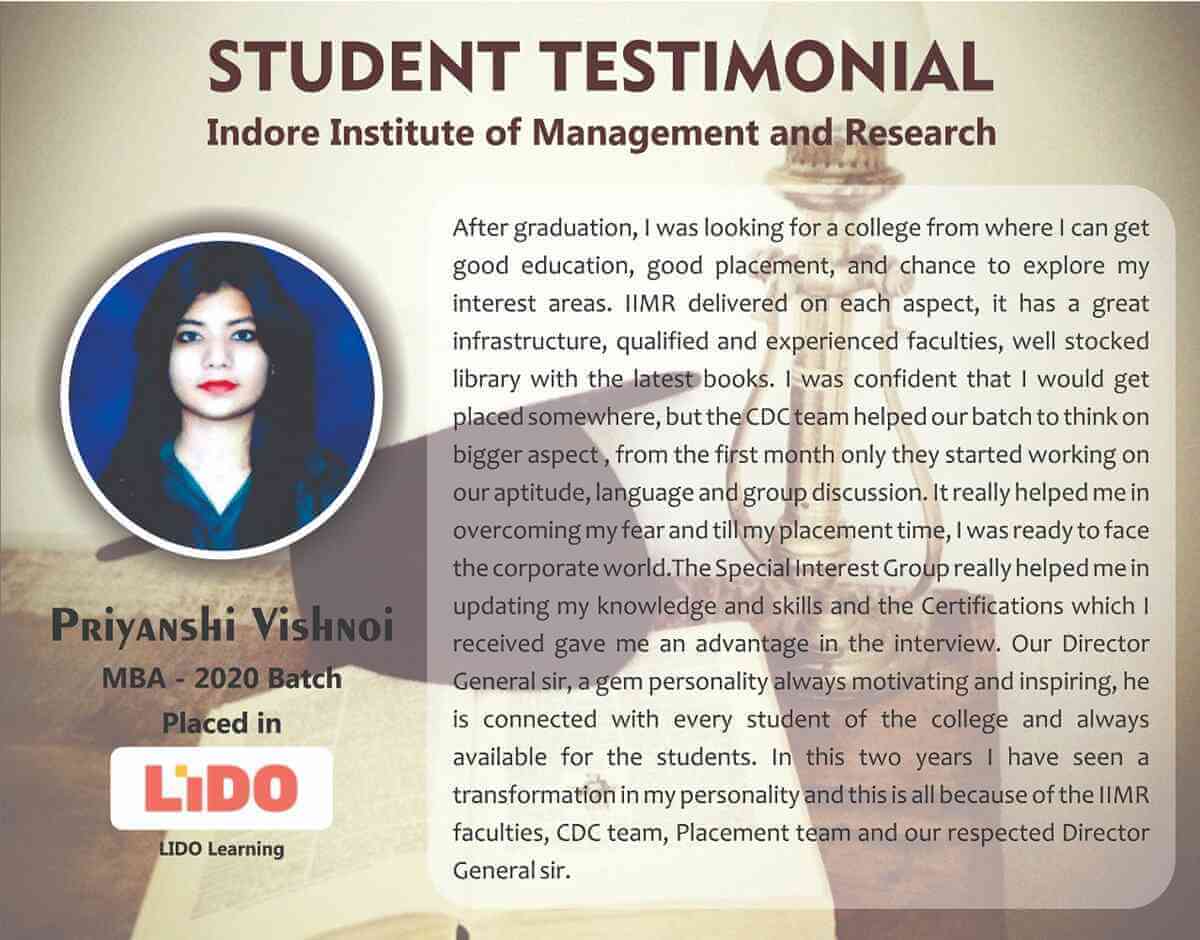 STUDENT TESTIMONIAL
Indore Institute of Management and Research
After graduation, I was looking for a college from where I can get
good education, good placement, and chance to explore my
interest areas. IIMR delivered on each aspect, it has a great
infrastructure, qualified and experienced faculties, well stocked
library with the latest books. I was confident that I would get
placed somewhere, but the CDC team helped our batch to think on
bigger aspect , from the first month only they started working on
our aptitude, language and group discussion. It really helped me in
overcoming my fear and till my placement time, I was ready to face
the corporate world.The Special Interest Group really helped me in
updating my knowledge and skills and the Certifications which I
received gave me an advantage in the interview. Our Director
General sir, a gem personality always motivating and inspiring, he
is connected with every student of the college and always
available for the students. In this two years I have seen a
transformation in my personality and this is all because of the IIMR
faculties, CDC team, Placement team and our respected Director
General sir.
Priyanshi Vishnoi
MBA - 2020 Batch
Placed in
LiDO
LIDO Learning